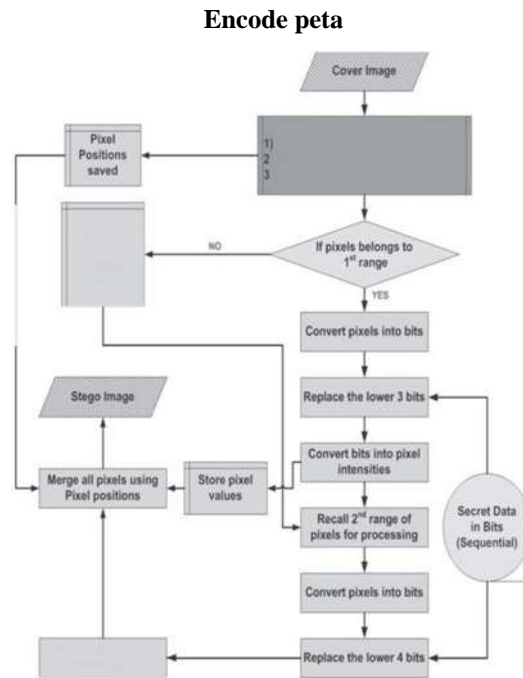 Encode peta
Cover Image
1)
2
3
Pixel
Positions
saved
If pixels belongs to
1st range
NO
YES
Convert pixels into bits
Replace the lower 3 bits
Stego Image
Convert bits into pixel
intensities
Store pixel
values
Merge all pixels using
Pixel positions
Recall 2nd range of
pixels for processing
Secret Data
in Bits
(Sequential)
Convert pixels into bits
Replace the lower 4 bits